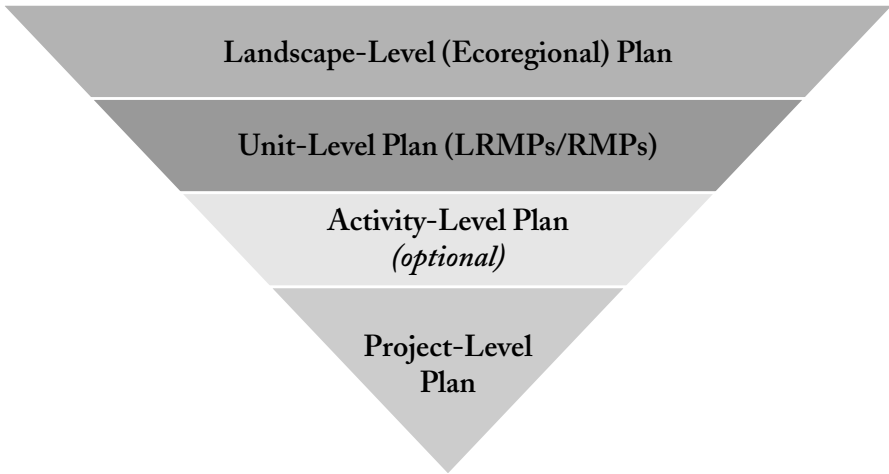 Landscape-Level (Ecoregional) Plan
Unit-Level Plan (LRMPs/RMPs)
Activity-Level Plan
(optional)
Project-Level
Plan